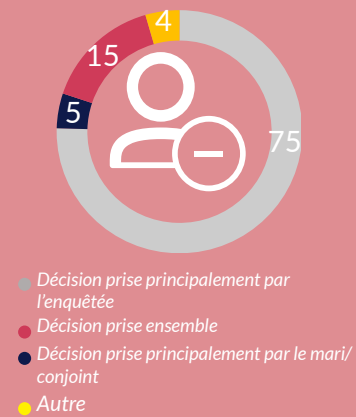 4
15
5
75
Décision prise principalement par
l’enquêtée
Décision prise ensemble
Décision prise principalement par le mari/
conjoint
Autre